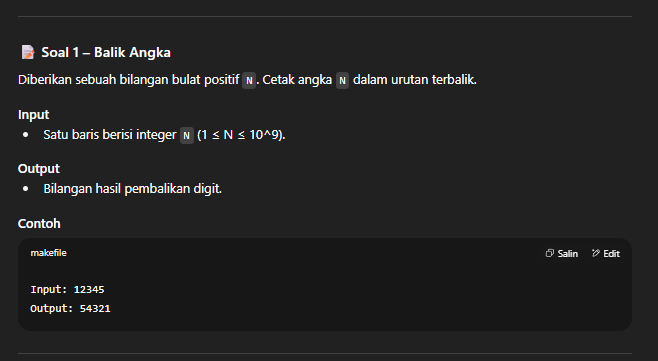 Soal 1 – Balik Angka
Diberikan sebuah bilangan bulat positif N. Cetak angka N dalam urutan terbalik.
Input
• Satu baris berisi integer N (1 ≤ N ≤ 10^9).
Output
• Bilangan hasil pembalikan digit.
Contoh
makefile Salin Edit
Input: 12345
Output: 54321